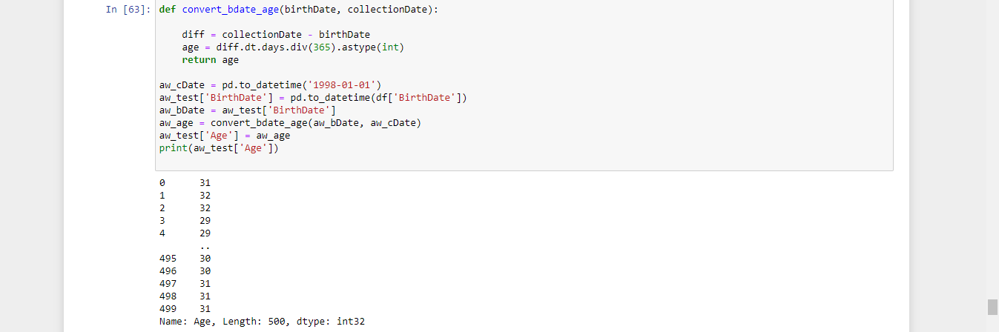 In [63]: def convert_bdate_age(birthDate, collectionDate):
diff = collectionDate - birthDate
age = diff.dt.days.div(365).astype(int)
return age
aw_cDate = pd.to_datetime('1998-01-01')
aw_test['BirthDate'] = pd.to_datetime(df['BirthDate'])
aw_bDate = aw_test['BirthDate']
aw_age = convert_bdate_age(aw_bDate, aw_cDate)
aw_test['Age'] = aw_age
print(aw_test['Age'])
0 31
1 32
2 32
3 29
4 29
..
495 30
496 30
497 31
498 31
499 31
Name: Age, Length: 500, dtype: int32